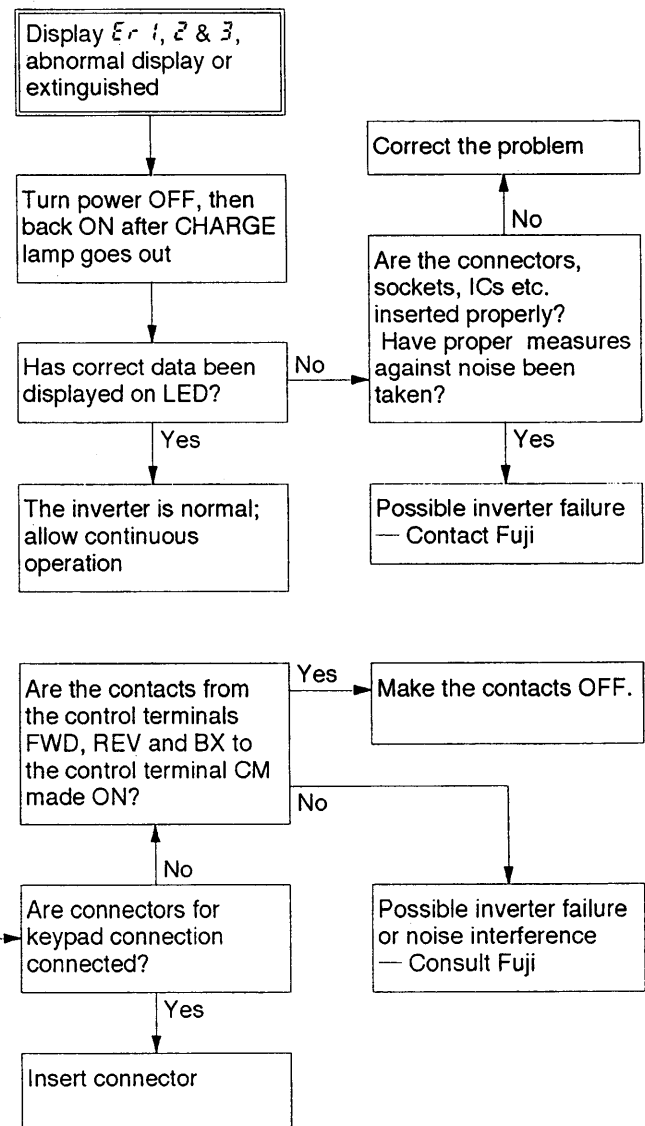 Display Er 1, 2 & 3,
abnormal display or
extinguished
Turn power OFF, then
back ON after CHARGE
lamp goes out
Has correct data been
displayed on LED?
No
Yes
The inverter is normal;
allow continuous
operation
Correct the problem
No
Are the connectors,
sockets, ICs etc.
inserted properly?
Have proper measures
against noise been
taken?
Yes
Possible inverter failure
— Contact Fuji
Are the contacts from
the control terminals
FWD, REV and BX to
the control terminal CM
made ON?
Yes
Make the contacts OFF.
No
Possible inverter failure
or noise interference
— Consult Fuji
No
Are connectors for
keypad connection
connected?
Yes
Insert connector